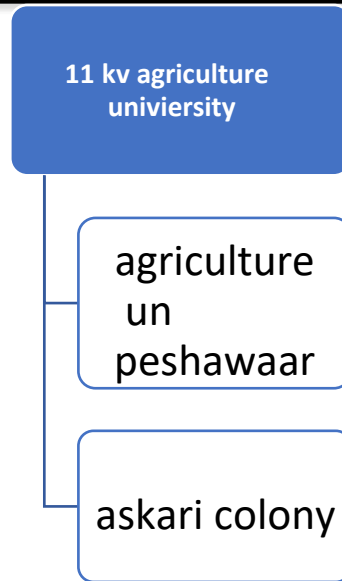 11 kv agriculture
univiersity
agriculture
un
peshawaar
askari colony